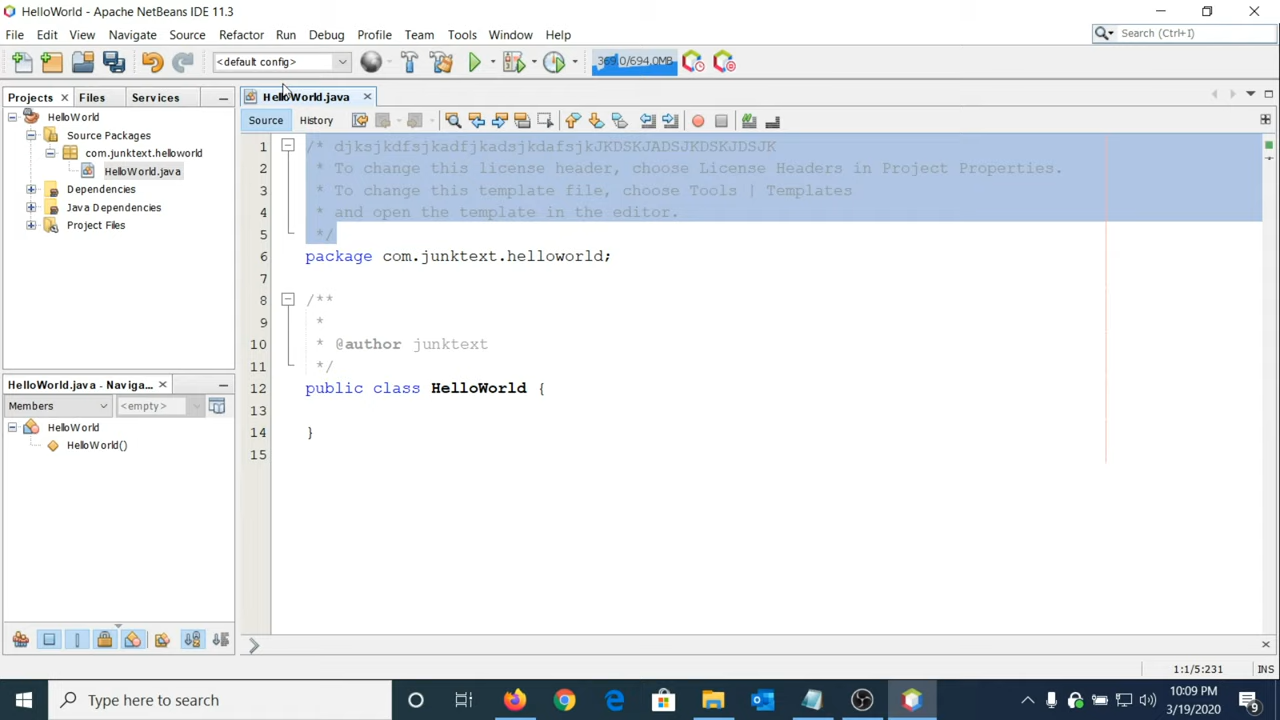 HelloWorld - Apache NetBeans IDE 11.3
File Edit View Navigate Source Refactor Run Debug Profile Team Tools Window Help
Search (Ctrl+I)
<default config>
369.0/694.0MB
Projects Files Services
HelloWorld
Source Packages
com.junktext.helloworld
HelloWorld.java
Dependencies
Java Dependencies
Project Files
HelloWorld.java - Naviga...
Members
<empty>
HelloWorld
HelloWorld()
HelloWorld.java
Source History
1 /* djksjkdfsjkadfjkadsjkdafsjkJKDSKJADSJKDSKJDSJK
2 * To change this license header, choose License Headers in Project Properties.
3 * To change this template file, choose Tools | Templates
4 * and open the template in the editor.
5 */
6 package com.junktext.helloworld;
7
8 /**
9 *
10 * @author junktext
11 */
12 public class HelloWorld {
13
14 }
15
1:1/5:231 INS
Type here to search
10:09 PM
3/19/2020
9